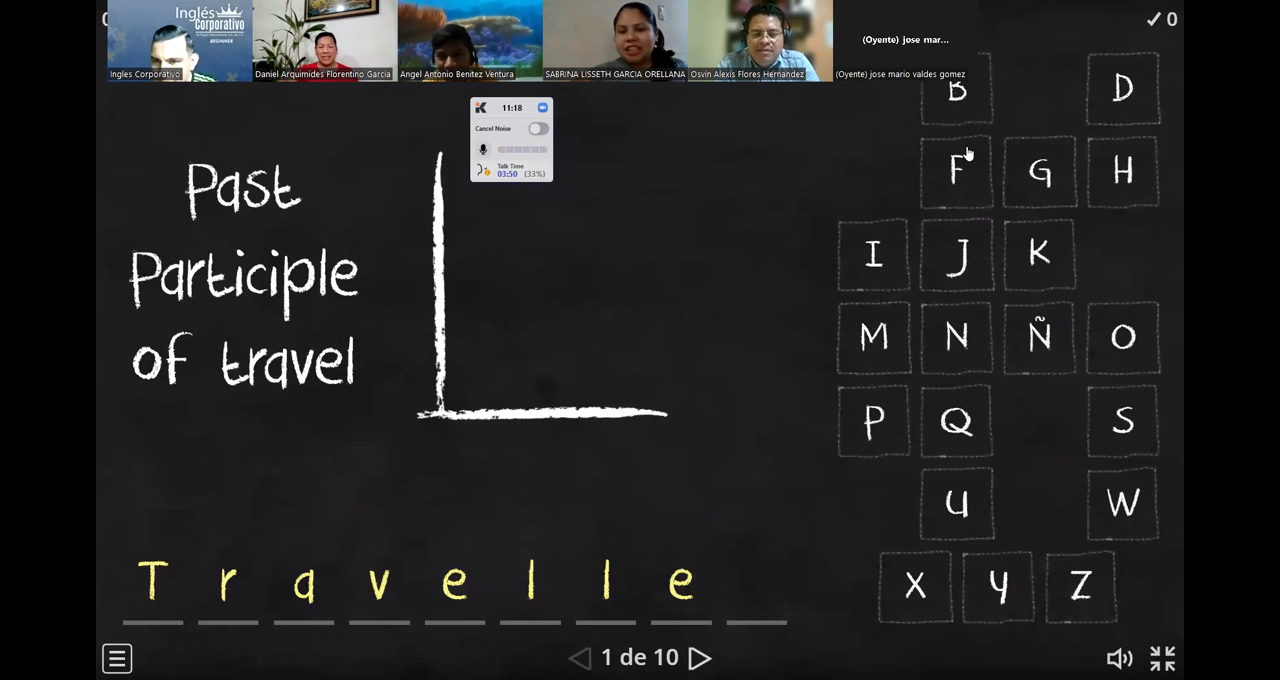 Inglés
Corporativo
BEGINNER
Ingles Corporativo
Daniel Arquimides Florentino Garcia
Angel Antonio Benitez Ventura
SABRINA LISSETH GARCIA ORELLANA
Osvin Alexis Flores Hernandez
(Oyente) jose mar...
(Oyente) jose mario valdes gomez
✓ 0
11:18
Cancel Noise
Talk Time
03:50 (33%)
B D
F G H
I J K
M N Ñ O
P Q S
U W
X Y Z
Past
Participle
of travel
T r a v e l l e
1 de 10